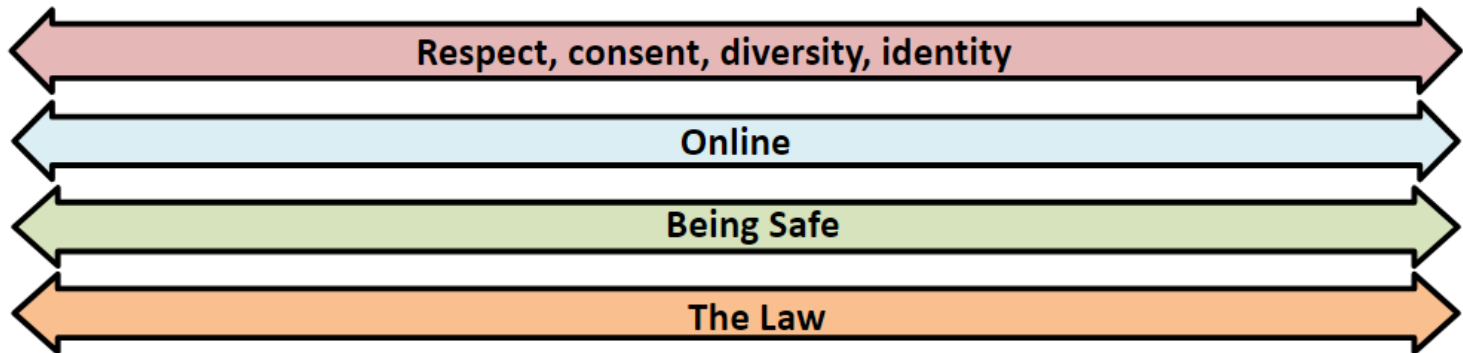 Respect, consent, diversity, identity
Online
Being Safe
The Law